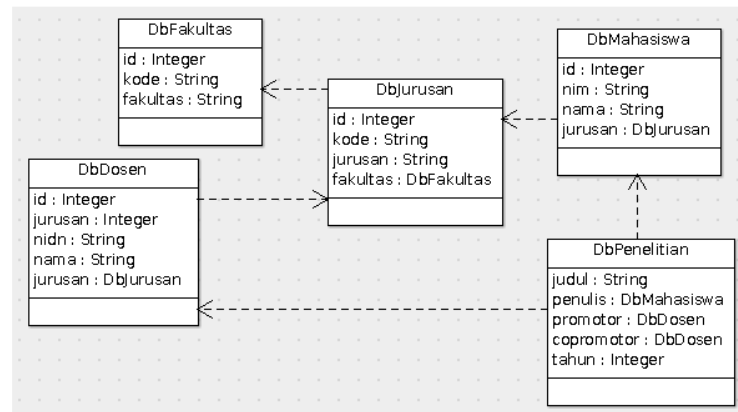 DbFakultas
id : Integer
kode : String
fakultas : String
DbJurusan
id : Integer
kode : String
jurusan : String
fakultas : DbFakultas
DbMahasiswa
id : Integer
nim : String
nama : String
jurusan : DbJurusan
DbDosen
id : Integer
jurusan : Integer
nidn : String
nama : String
jurusan : DbJurusan
DbPenelitian
judul : String
penulis : DbMahasiswa
promotor : DbDosen
copromotor : DbDosen
tahun : Integer